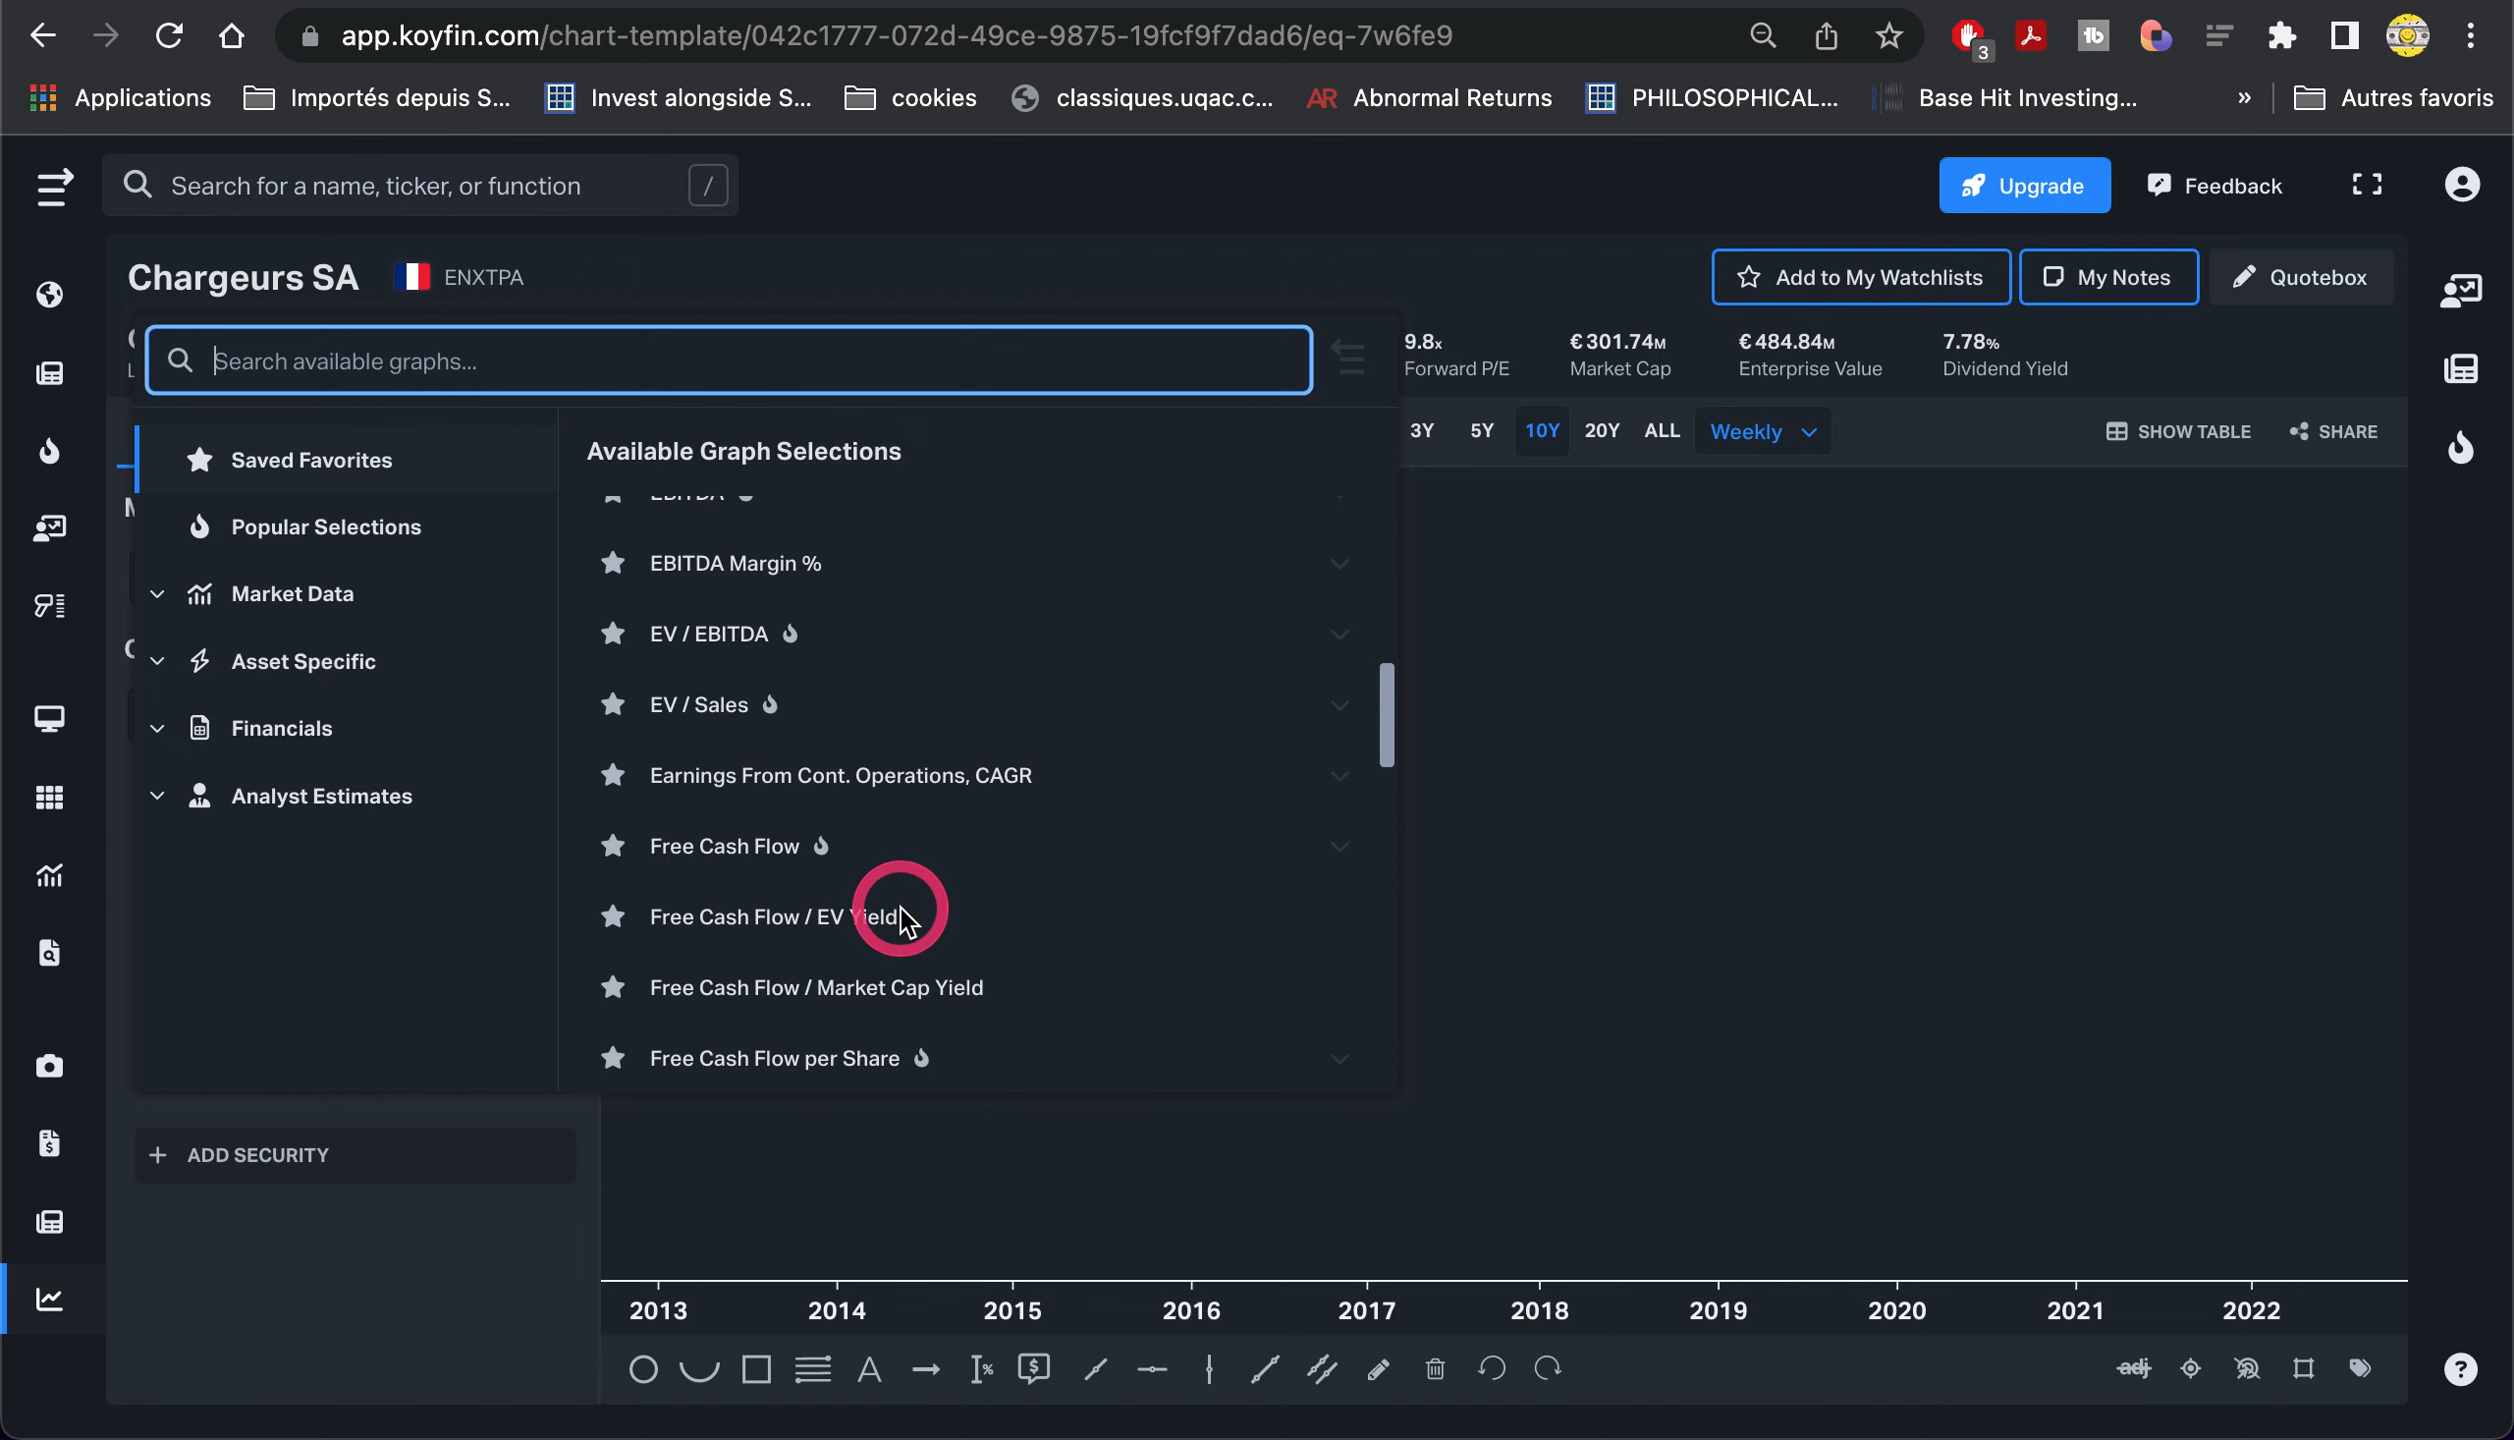 app.koyfin.com/chart-template/042c1777-072d-49ce-9875-19fcf9f7dad6/eq-7w6fe9
3
Applications
Importés depuis S...
Invest alongside S...
cookies
classiques.uqac.c...
AR Abnormal Returns
PHILOSOPHICAL...
Base Hit Investing...
»
Autres favoris
Search for a name, ticker, or function
/
Upgrade
Feedback
Chargeurs SA
ENXTPA
Add to My Watchlists
My Notes
Quotebox
Search available graphs...
9.8x
Forward P/E
€301.74M
Market Cap
€484.84M
Enterprise Value
7.78%
Dividend Yield
3Y
5Y
10Y
20Y
ALL
Weekly
SHOW TABLE
SHARE
Saved Favorites
Popular Selections
Market Data
Asset Specific
Financials
Analyst Estimates
Available Graph Selections
EBITDA
EBITDA Margin %
EV / EBITDA
EV / Sales
Earnings From Cont. Operations, CAGR
Free Cash Flow
Free Cash Flow / EV Yield
Free Cash Flow / Market Cap Yield
Free Cash Flow per Share
+ ADD SECURITY
2013
2014
2015
2016
2017
2018
2019
2020
2021
2022
A
adj
?